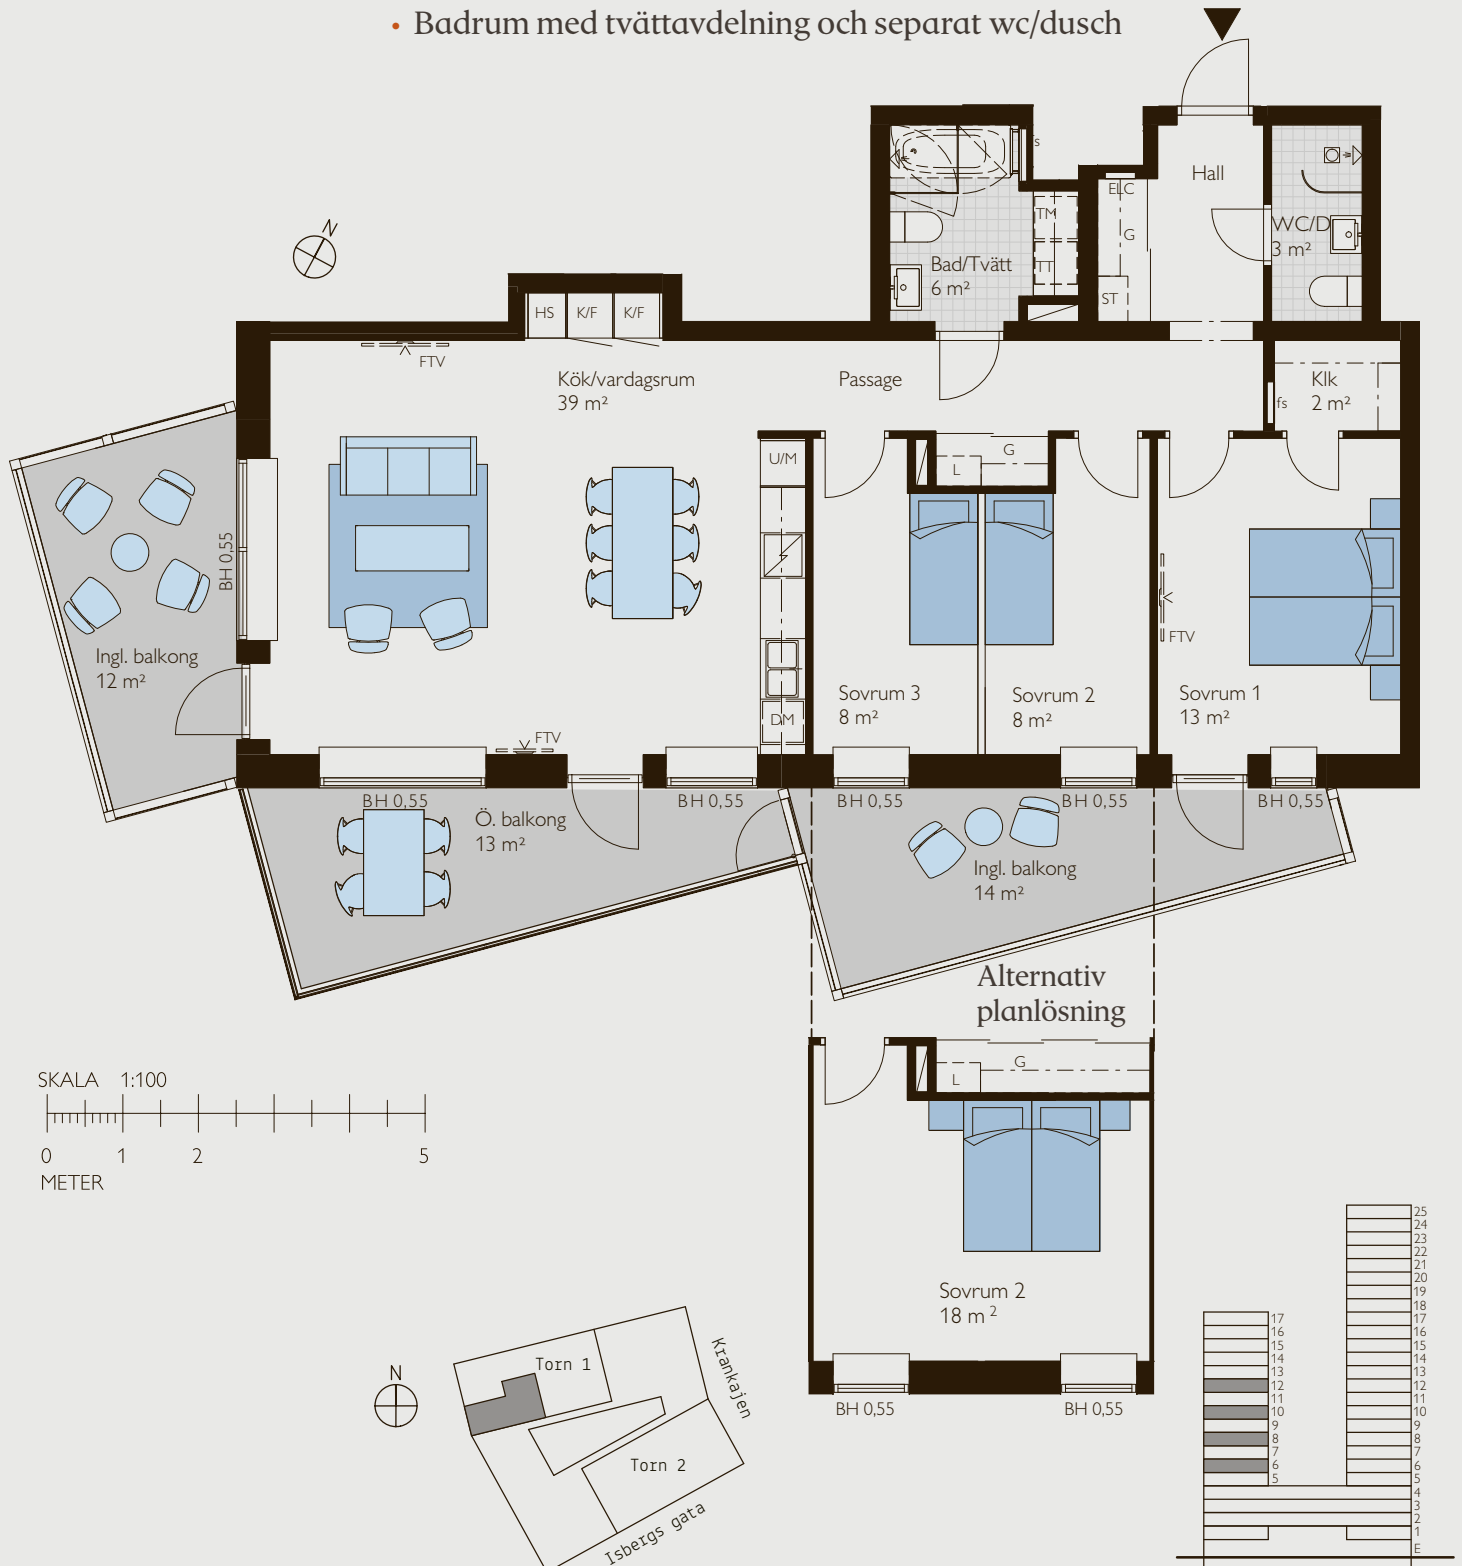 • Badrum med tvättavdelning och separat wc/dusch
fs
Hall
ELC
TM
G
WC/D
3 m²
N
Bad/Tvätt
6 m²
TT
ST
HS
K/F
K/F
FTV
Kök/vardagsrum
39 m²
Passage
Klk
2 m²
fs
U/M
L
G
BH 0,55
FTV
Ingl. balkong
12 m²
Sovrum 3
8 m²
Sovrum 2
8 m²
Sovrum 1
13 m²
DM
FTV
BH 0,55
BH 0,55
BH 0,55
BH 0,55
BH 0,55
Ö. balkong
13 m²
Ingl. balkong
14 m²
Alternativ
planlösning
L
G
SKALA 1:100
0 1 2 5
METER
Sovrum 2
18 m²
BH 0,55
BH 0,55
N
Torn 1
Krankajen
Torn 2
Isbergs gata
17
16
15
14
13
12
11
10
9
8
7
6
5
25
24
23
22
21
20
19
18
17
16
15
14
13
12
11
10
9
8
7
6
5
4
3
2
1
E